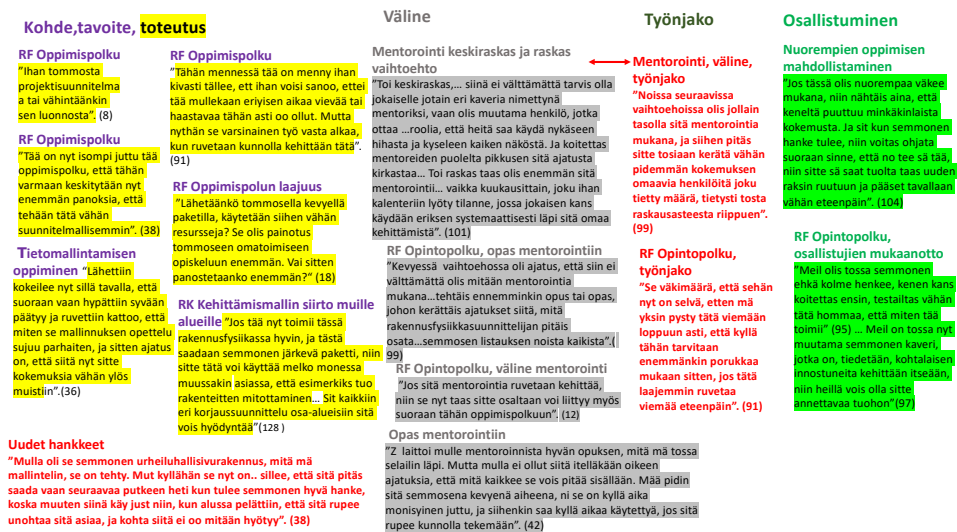 Kohde,tavoite, toteutus
RF Oppimispolku
”Ihan tommosta
projektisuunnitelma
a tai vähintäänkin
sen luonnosta”. (8)
RF Oppimispolku
”Tää on nyt isompi juttu tää
oppimispolku, että tähän
varmaan keskitytään nyt
enemmän panoksia, että
tehään tätä vähän
suunnitelmallisemmin”. (38)
Tietomallintamisen
oppiminen “Lähettiin
kokeilee nyt sillä tavalla, että
suoraan vaan hypättiin syvään
päätyy ja ruvettiin kattoo, että
miten se mallinnuksen opettelu
sujuu parhaiten, ja sitten ajatus
on, että siitä nyt sitte
kokemuksia vähän ylös
muistiin”.(36)
RF Oppimispolku
”Tähän mennessä tää on menny ihan
kivasti tällee, ett ihan voisi sanoo, ettei
tää mullekaan eriyisen aikaa vievää tai
haastavaa tähän asti oo ollut. Mutta
nythän se varsinainen työ vasta alkaa,
kun ruvetaan kunnolla kehittään tätä”.
(91)
RF Oppimispolun laajuus
”Lähetäänkö tommosella kevyellä
paketilla, käytetään siihen vähän
resursseja? Se olis painotus
tommoseen omatoimiseen
opiskeluun enemmän. Vai sitten
panostetaanko enemmän?“ (18)
RK Kehittämismallin siirto muille
alueille ”Jos tää nyt toimii tässä
rakennusfysiikassa hyvin, ja tästä
saadaan semmonen järkevä paketti, niin
sitte tätä voi käyttää melko monessa
muussakin asiassa, että esimerkiks tuo
rakenteitten mitottaminen… Sit kaikkiin
eri korjaussuunnittelu osa-alueisiin sitä
vois hyödyntää”(128 )
Uudet hankkeet
”Mulla oli se semmonen urheiluhallisivurakennus, mitä mä
mallintelin, se on tehty. Mut kyllähän se nyt on.. sillee, että sitä pitäs
saada vaan seuraavaa putkeen heti kun tulee semmonen hyvä hanke,
koska muuten siinä käy just niin, kun alussa pelättiin, että sitä rupee
unohtaa sitä asiaa, ja kohta siitä ei oo mitään hyötyy”. (38)
Väline
Mentorointi keskiraskas ja raskas
vaihtoehto
”Toi keskiraskas,… siinä ei välttämättä tarvis olla
jokaiselle jotain eri kaveria nimettynä
mentoriksi, vaan olis muutama henkilö, jotka
ottaa …roolia, että heitä saa käydä nykäseen
hihasta ja kyseleen kaiken näköstä. Ja koitettas
mentoreiden puolelta pikkusen sitä ajatusta
kirkastaa… Toi raskas taas olis enemmän sitä
mentorointii… vaikka kuukausittain, joku ihan
kalenteriin lyöty tilanne, jossa jokaisen kans
käydään eriksen systemaattisesti läpi sitä omaa
kehittämistä”. (101)
RF Opintopolku, opas mentorointiin
”Kevyessä vaihtoehossa oli ajatus, että siin ei
välttämättä olis mitään mentorointia
mukana…tehtäis ennemminkin opus tai opas,
johon kerättäis ajatukset siitä, mitä
rakennusfysiikkasuunnittelijan pitäis
osata…semmosen listauksen noista kaikista”.(
99)
RF Opintopolku, väline mentorointi
”Jos sitä mentorointia ruvetaan kehittää,
niin se nyt taas sitte osaltaan voi liittyy myös
suoraan tähän oppimispolkuun”. (12)
Opas mentorointiin
”Z laittoi mulle mentoroinnista hyvän opuksen, mitä mä tossa
selailin läpi. Mutta mulla ei ollut siitä itelläkään oikeen
ajatuksia, että mitä kaikkee se vois pitää sisällään. Mää pidin
sitä semmosena kevyenä aiheena, ni se on kyllä aika
monisyinen juttu, ja siihenkin saa kyllä aikaa käytettyä, jos sitä
rupee kunnolla tekemään”. (42)
Työnjako
Mentorointi, väline,
työnjako
”Noissa seuraavissa
vaihtoehoissa olis jollain
tasolla sitä mentorointia
mukana, ja siihen pitäs
sitte tosiaan kerätä vähän
pidemmän kokemuksen
omaavia henkilöitä joku
tietty määrä, tietysti tosta
raskausasteesta riippuen”.
(99)
RF Opintopolku,
työnjako
”Se väkimäärä, että sehän
nyt on selvä, etten mä
yksin pysty tätä viemään
loppuun asti, että kyllä
tähän tarvitaan
enemmänkin porukkaa
mukaan sitten, jos tätä
laajemmin ruvetaa
viemää eteenpäin”. (91)
Osallistuminen
Nuorempien oppimisen
mahdollistaminen
”Jos tässä olis nuorempaa väkee
mukana, niin nähtäis aina, että
keneltä puuttuu minkäkinlaista
kokemusta. Ja sit kun semmonen
hanke tulee, niin voitas ohjata
suoraan sinne, että no tee sä tää,
niin sitte sä saat tuolta taas uuden
raksin ruutuun ja pääset tavallaan
vähän eteenpäin”. (104)
RF Opintopolku,
osallistujien mukaanotto
”Meil olis tossa semmonen
ehkä kolme henkee, kenen kans
koitettas ensin, testailtas vähän
tätä hommaa, että miten tää
toimii” (95) … Meil on tossa nyt
muutama semmonen kaveri,
jotka on, tiedetään, kohtalaisen
innostuneita kehittään itseään,
niin heillä vois olla sitte
annettavaa tuohon”(97)